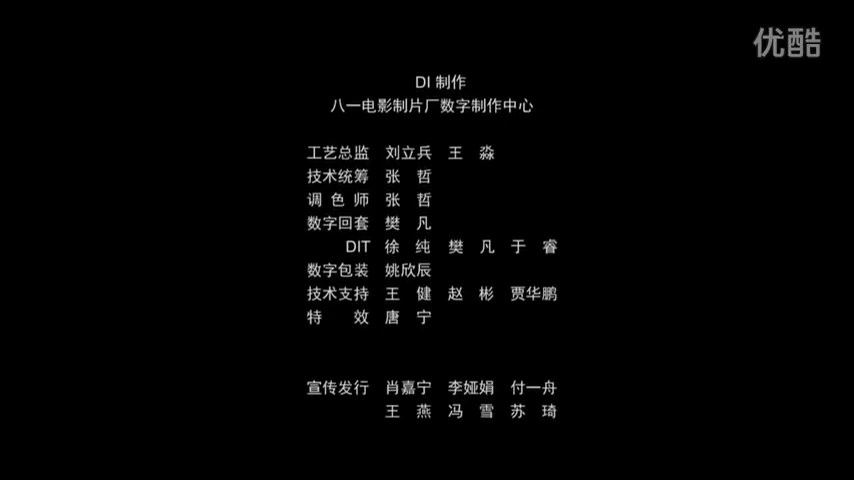 优酷
DI 制作
八一电影制片厂数字制作中心
工艺总监 刘立兵 王 淼
技术统筹 张 哲
调 色 师 张 哲
数字回套 樊 凡
DIT 徐 纯 樊 凡 于 睿
数字包装 姚欣辰
技术支持 王 健 赵 彬 贾华鹏
特 效 唐 宁
宣传发行 肖嘉宁 李娅娟 付一舟
王 燕 冯 雪 苏 琦